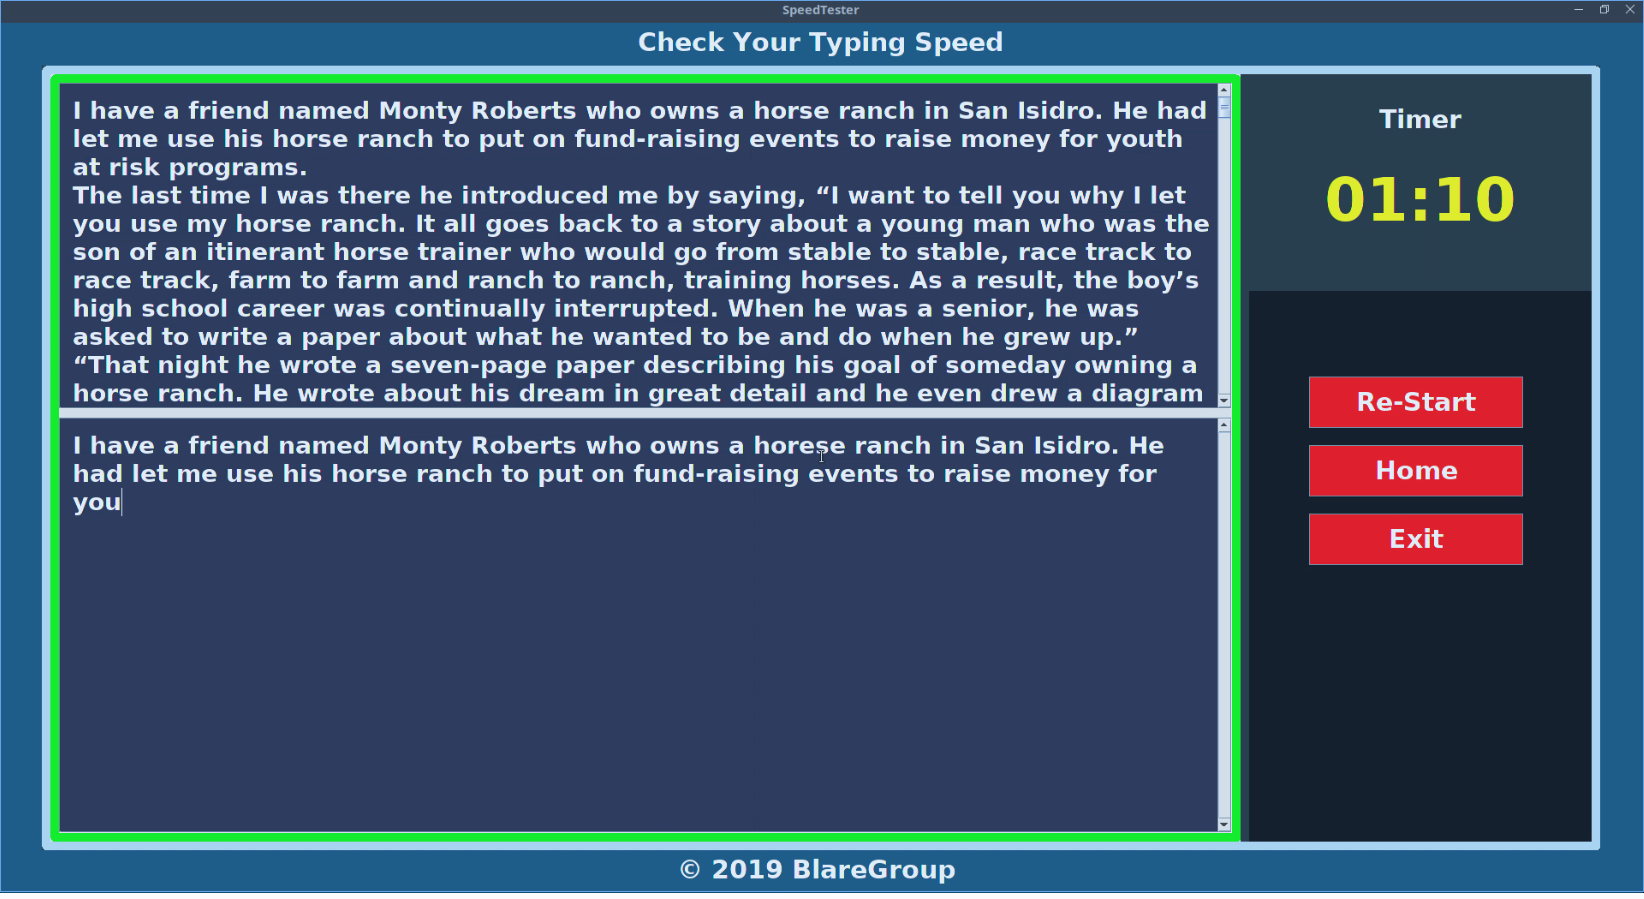 SpeedTester
Check Your Typing Speed
I have a friend named Monty Roberts who owns a horse ranch in San Isidro. He had
let me use his horse ranch to put on fund-raising events to raise money for youth
at risk programs.
The last time I was there he introduced me by saying, “I want to tell you why I let
you use my horse ranch. It all goes back to a story about a young man who was the
son of an itinerant horse trainer who would go from stable to stable, race track to
race track, farm to farm and ranch to ranch, training horses. As a result, the boy’s
high school career was continually interrupted. When he was a senior, he was
asked to write a paper about what he wanted to be and do when he grew up.”
“That night he wrote a seven-page paper describing his goal of someday owning a
horse ranch. He wrote about his dream in great detail and he even drew a diagram
I have a friend named Monty Roberts who owns a horese ranch in San Isidro. He
had let me use his horse ranch to put on fund-raising events to raise money for
you
Timer
01:10
Re-Start
Home
Exit
© 2019 BlareGroup